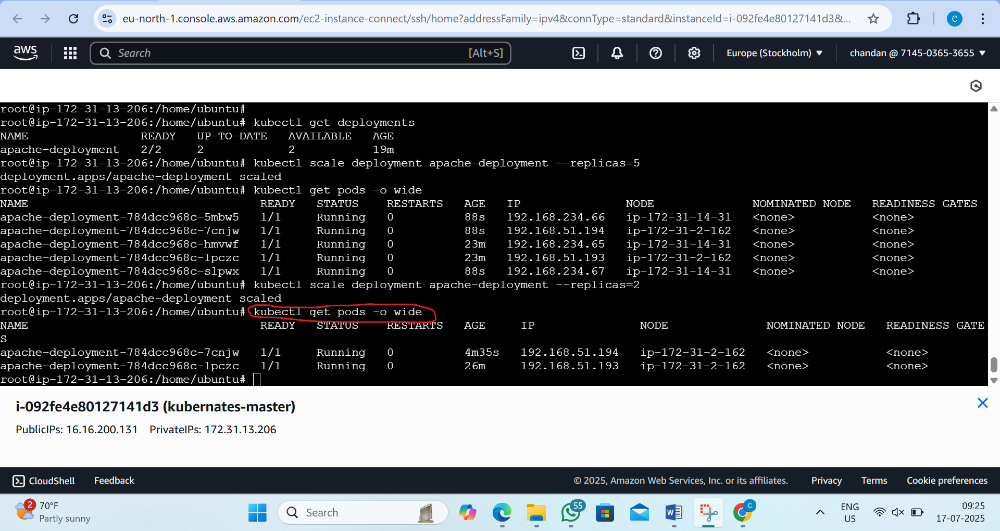 eu-north-1.console.aws.amazon.com/ec2-instance-connect/ssh/home?addressFamily=ipv4&connType=standard&instanceId=i-092fe4e80127141d3&...
C
aws
Search [Alt+S]
Europe (Stockholm) chandan @ 7145-0365-3655
root@ip-172-31-13-206:/home/ubuntu#
root@ip-172-31-13-206:/home/ubuntu# kubectl get deployments
NAME READY UP-TO-DATE AVAILABLE AGE
apache-deployment 2/2 2 2 19m
root@ip-172-31-13-206:/home/ubuntu# kubectl scale deployment apache-deployment --replicas=5
deployment.apps/apache-deployment scaled
root@ip-172-31-13-206:/home/ubuntu# kubectl get pods -o wide
NAME READY STATUS RESTARTS AGE IP NODE NOMINATED NODE READINESS GATES
apache-deployment-784dcc968c-5mbw5 1/1 Running 0 88s 192.168.234.66 ip-172-31-14-31 <none> <none>
apache-deployment-784dcc968c-7cnjw 1/1 Running 0 88s 192.168.51.194 ip-172-31-2-162 <none> <none>
apache-deployment-784dcc968c-hmvwf 1/1 Running 0 23m 192.168.234.65 ip-172-31-14-31 <none> <none>
apache-deployment-784dcc968c-lpczc 1/1 Running 0 23m 192.168.51.193 ip-172-31-2-162 <none> <none>
apache-deployment-784dcc968c-slpwx 1/1 Running 0 88s 192.168.234.67 ip-172-31-14-31 <none> <none>
root@ip-172-31-13-206:/home/ubuntu# kubectl scale deployment apache-deployment --replicas=2
deployment.apps/apache-deployment scaled
root@ip-172-31-13-206:/home/ubuntu# kubectl get pods -o wide
NAME READY STATUS RESTARTS AGE IP NODE NOMINATED NODE READINESS GATE
S
apache-deployment-784dcc968c-7cnjw 1/1 Running 0 4m35s 192.168.51.194 ip-172-31-2-162 <none> <none>
apache-deployment-784dcc968c-lpczc 1/1 Running 0 26m 192.168.51.193 ip-172-31-2-162 <none> <none>
root@ip-172-31-13-206:/home/ubuntu#
i-092fe4e80127141d3 (kubernates-master)
PublicIPs: 16.16.200.131 PrivateIPs: 172.31.13.206
CloudShell Feedback © 2025, Amazon Web Services, Inc. or its affiliates. Privacy Terms Cookie preferences
2 70°F
Partly sunny
Search
55
W
C
ENG
US
09:25
17-07-2025